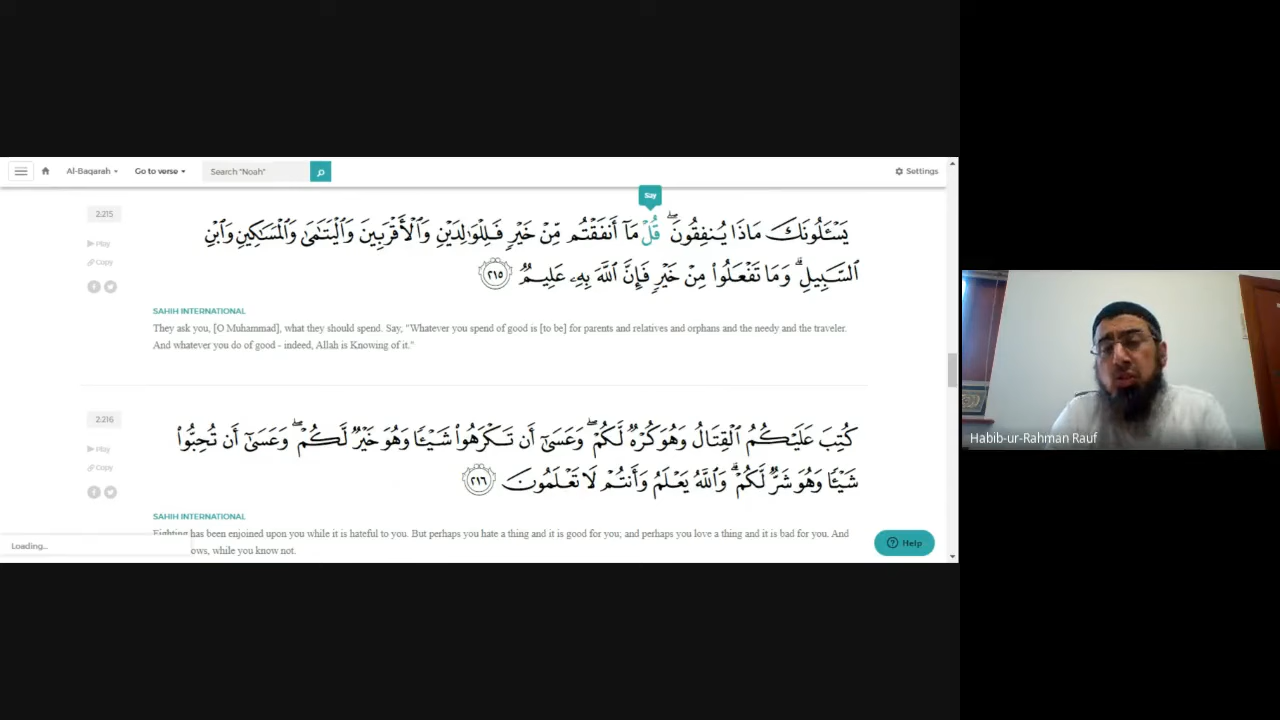 Al-Baqarah Go to verse Search "Noah" Settings
Say
2:215
يَسْـَٔلُونَكَ مَاذَا يُنفِقُونَ ۖ قُلْ مَآ أَنفَقْتُم مِّنْ خَيْرٍ فَلِلْوَٰلِدَيْنِ وَٱلْأَقْرَبِينَ وَٱلْيَتَـٰمَىٰ وَٱلْمَسَـٰكِينِ وَٱبْنِ
ٱلسَّبِيلِ ۗ وَمَا تَفْعَلُوا۟ مِنْ خَيْرٍ فَإِنَّ ٱللَّهَ بِهِۦ عَلِيمٌ ٢١٥
Play
Copy
SAHIH INTERNATIONAL
They ask you, [O Muhammad], what they should spend. Say, "Whatever you spend of good is [to be] for parents and relatives and orphans and the needy and the traveler.
And whatever you do of good - indeed, Allah is Knowing of it."
2:216
كُتِبَ عَلَيْكُمُ ٱلْقِتَالُ وَهُوَ كُرْهٌ لَّكُمْ ۖ وَعَسَىٰٓ أَن تَكْرَهُوا۟ شَيْـًٔا وَهُوَ خَيْرٌ لَّكُمْ ۖ وَعَسَىٰٓ أَن تُحِبُّوا۟
شَيْـًٔا وَهُوَ شَرٌّ لَّكُمْ ۗ وَٱللَّهُ يَعْلَمُ وَأَنتُمْ لَا تَعْلَمُونَ ٢١٦
Play
Copy
SAHIH INTERNATIONAL
Fighting has been enjoined upon you while it is hateful to you. But perhaps you hate a thing and it is good for you; and perhaps you love a thing and it is bad for you. And
ows, while you know not.
Loading...
Help
Habib-ur-Rahman Rauf